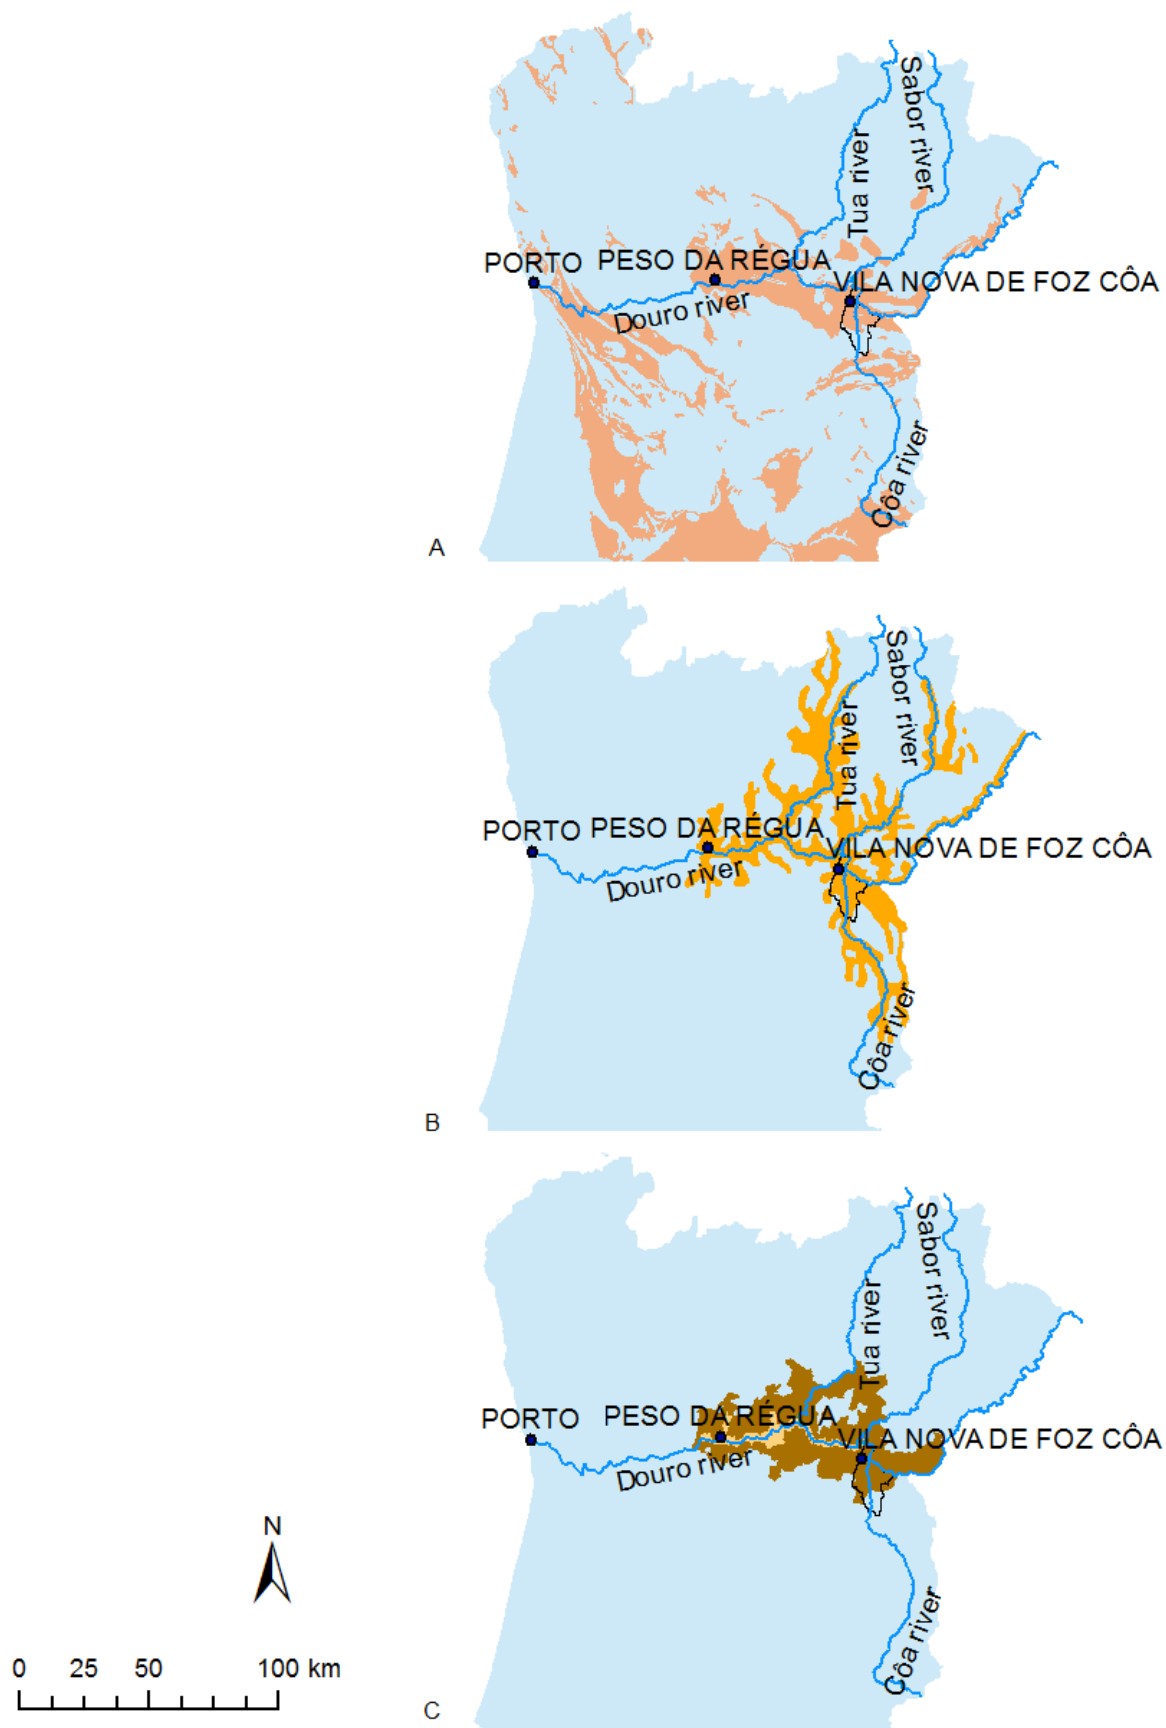 Sabor river
Tua river
PORTO
PESO DA RÉGUA
VILA NOVA DE FOZ CÔA
Douro river
Côa river
A
Sabor river
Tua river
PORTO
PESO DA RÉGUA
VILA NOVA DE FOZ CÔA
Douro river
Côa river
B
Sabor river
Tua river
PORTO
PESO DA RÉGUA
VILA NOVA DE FOZ CÔA
Douro river
Côa river
N
0 25 50 100 km
C